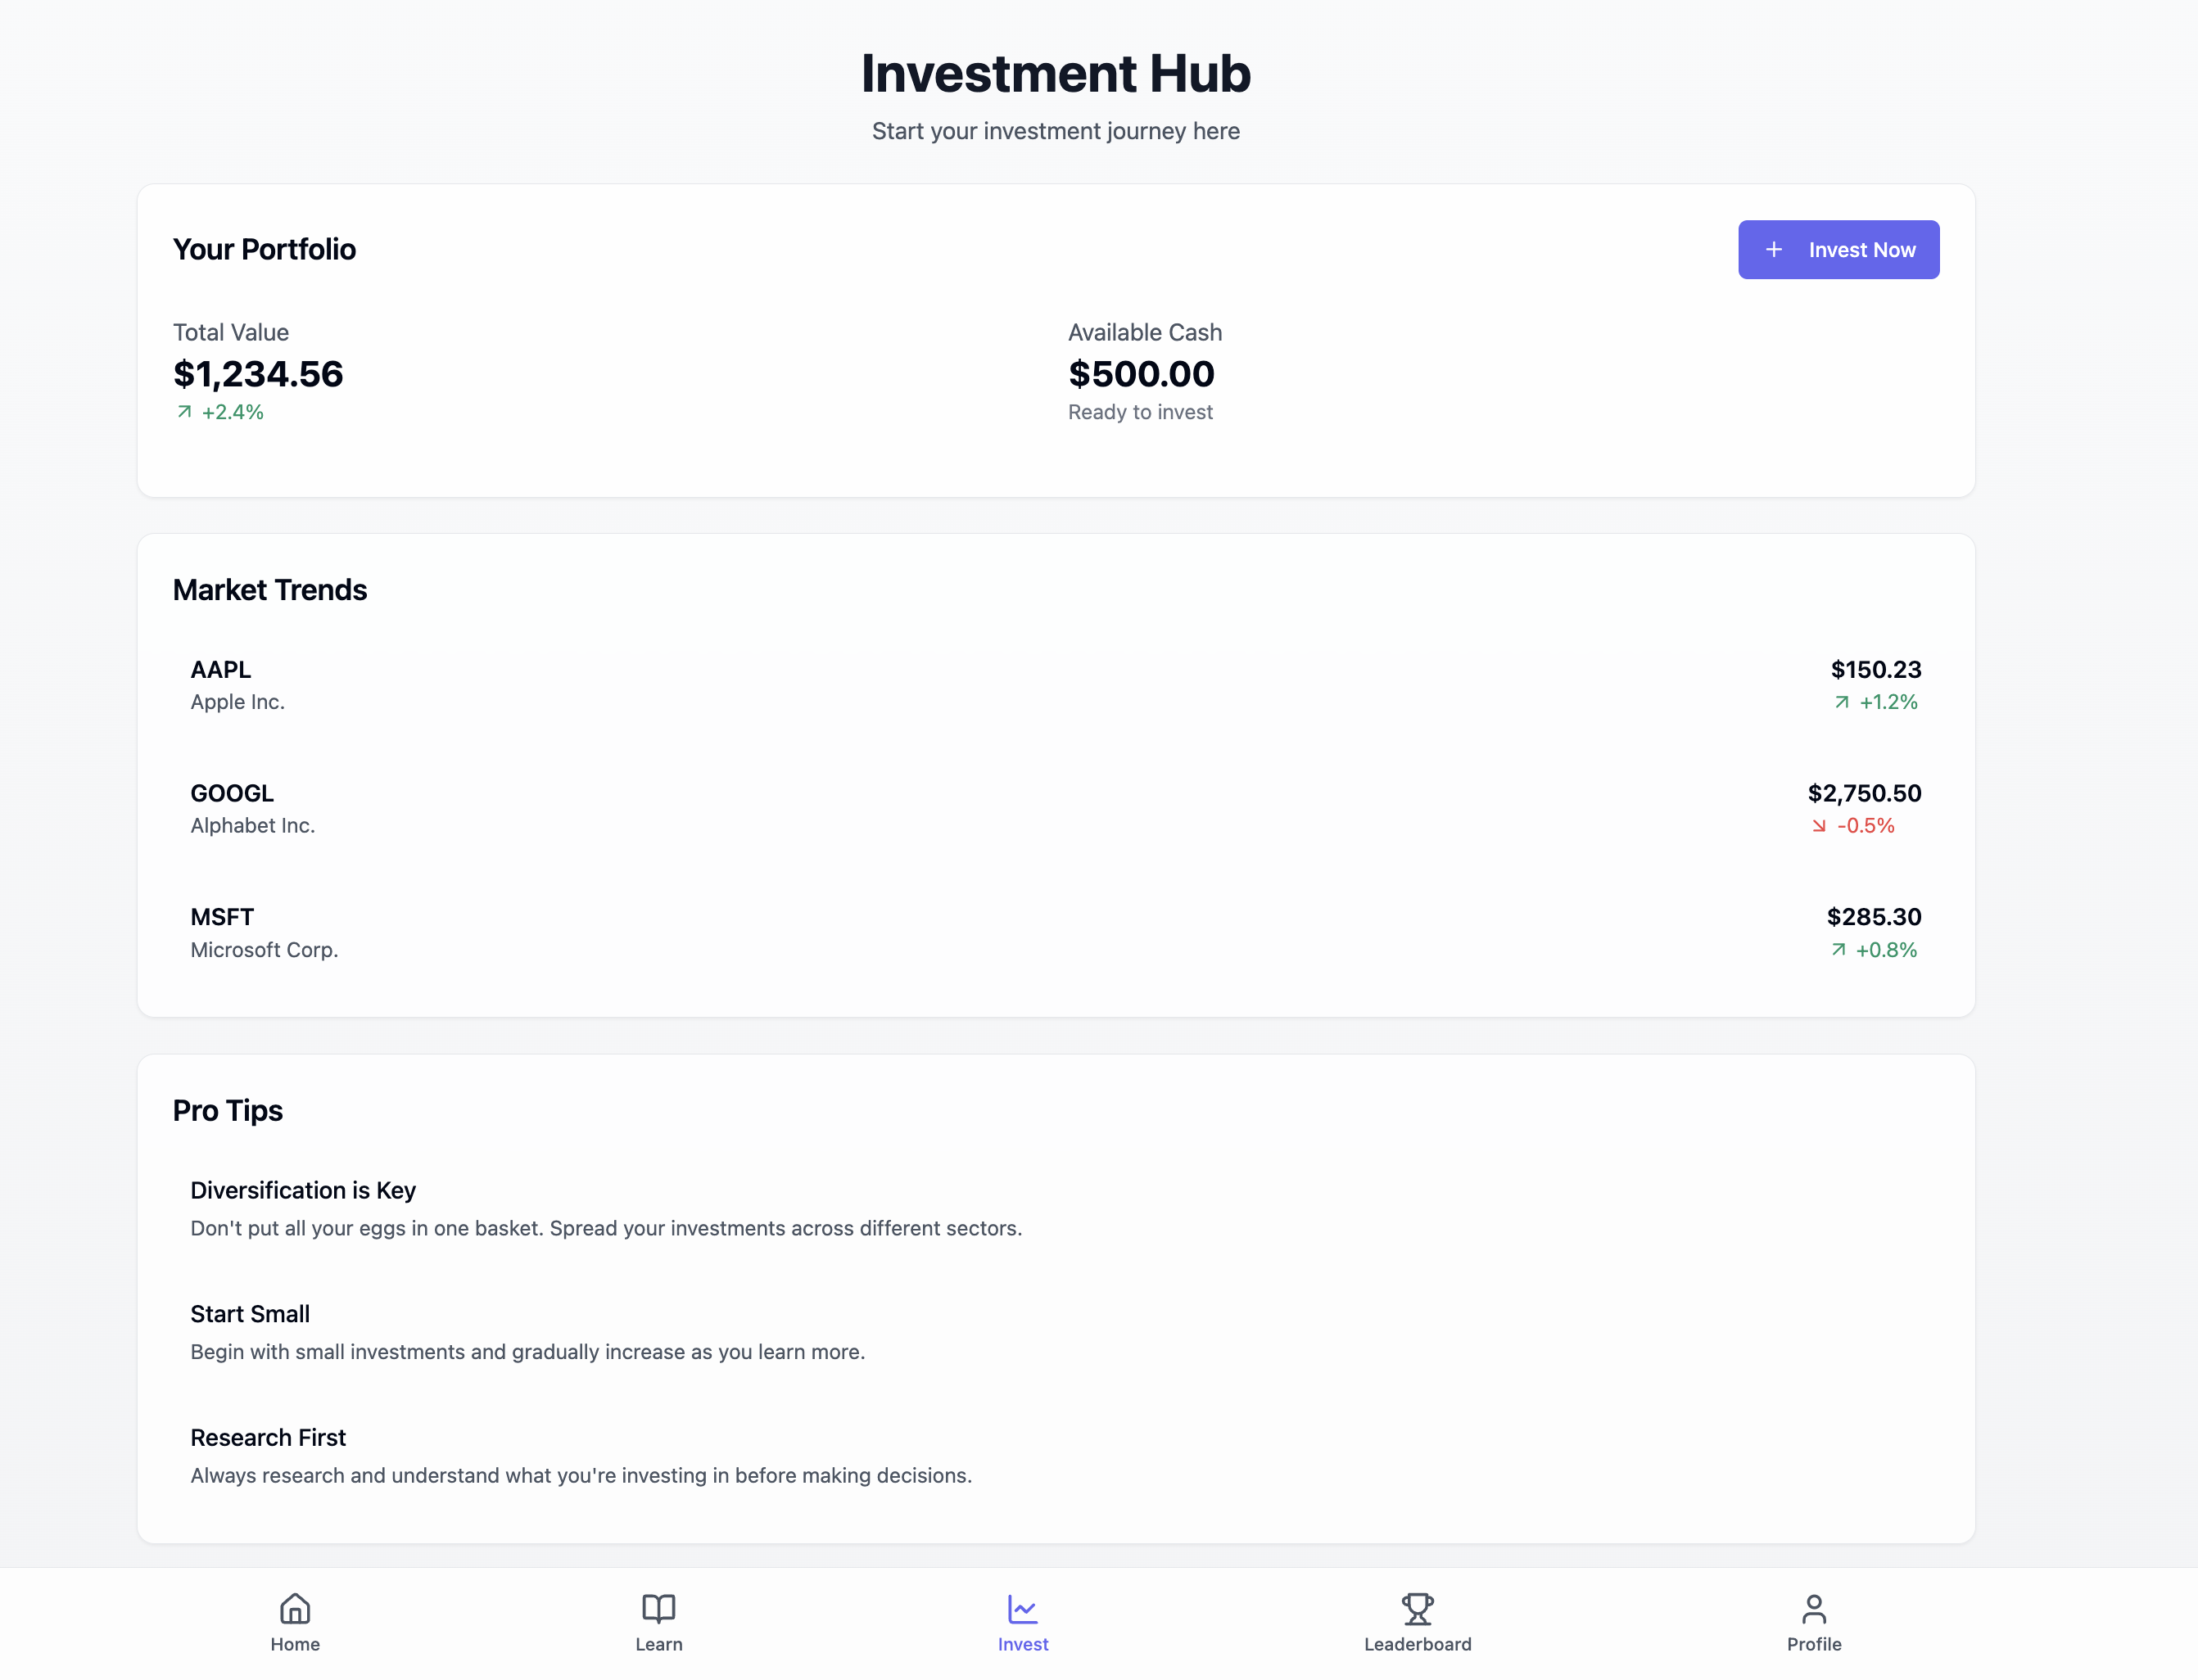 Investment Hub
Start your investment journey here
Your Portfolio
Invest Now
Total Value
$1,234.56
+2.4%
Available Cash
$500.00
Ready to invest
Market Trends
AAPL
Apple Inc.
$150.23
+1.2%
GOOGL
Alphabet Inc.
$2,750.50
-0.5%
MSFT
Microsoft Corp.
$285.30
+0.8%
Pro Tips
Diversification is Key
Don't put all your eggs in one basket. Spread your investments across different sectors.
Start Small
Begin with small investments and gradually increase as you learn more.
Research First
Always research and understand what you're investing in before making decisions.
Home
Learn
Invest
Leaderboard
Profile